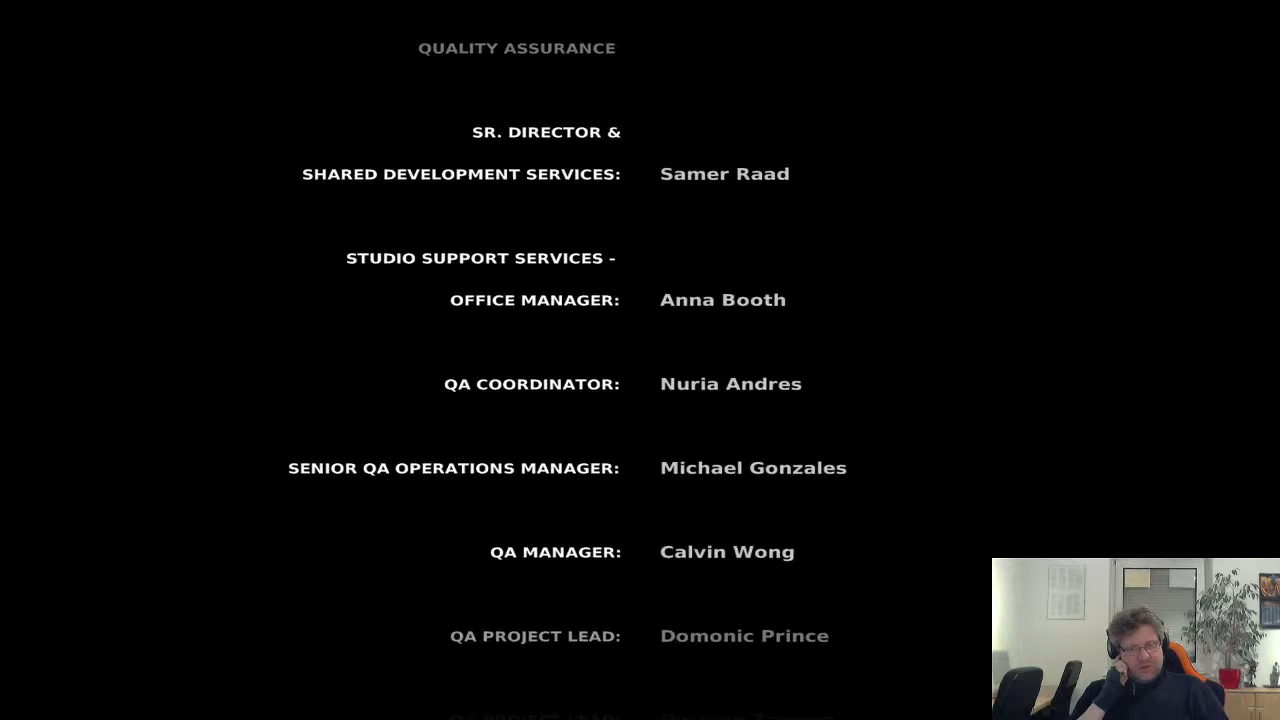 QUALITY ASSURANCE
SR. DIRECTOR &
SHARED DEVELOPMENT SERVICES: Samer Raad
STUDIO SUPPORT SERVICES -
OFFICE MANAGER: Anna Booth
QA COORDINATOR: Nuria Andres
SENIOR QA OPERATIONS MANAGER: Michael Gonzales
QA MANAGER: Calvin Wong
QA PROJECT LEAD: Domonic Prince